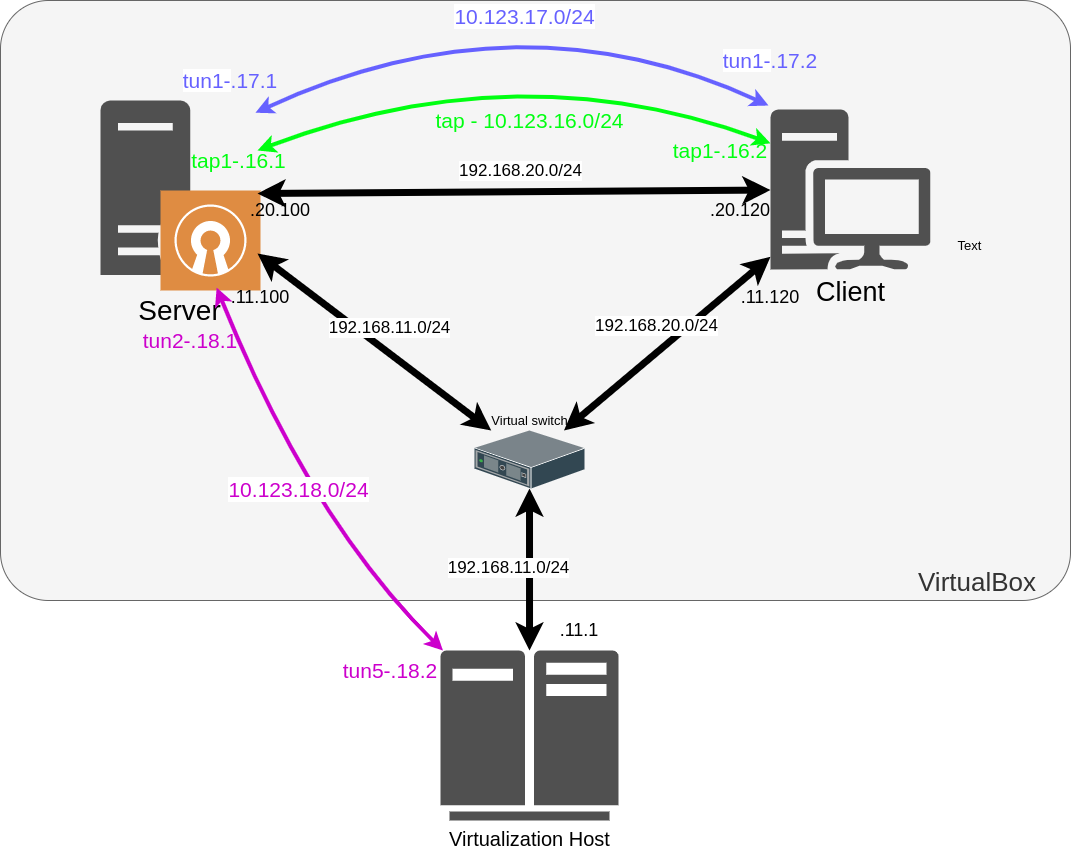 10.123.17.0/24
tun1-.17.1
tun1-.17.2
tap - 10.123.16.0/24
tap1-.16.1
tap1-.16.2
192.168.20.0/24
.20.100
.20.120
Text
.11.100
.11.120
Server
Client
tun2-.18.1
192.168.11.0/24
192.168.20.0/24
Virtual switch
10.123.18.0/24
192.168.11.0/24
VirtualBox
.11.1
tun5-.18.2
Virtualization Host